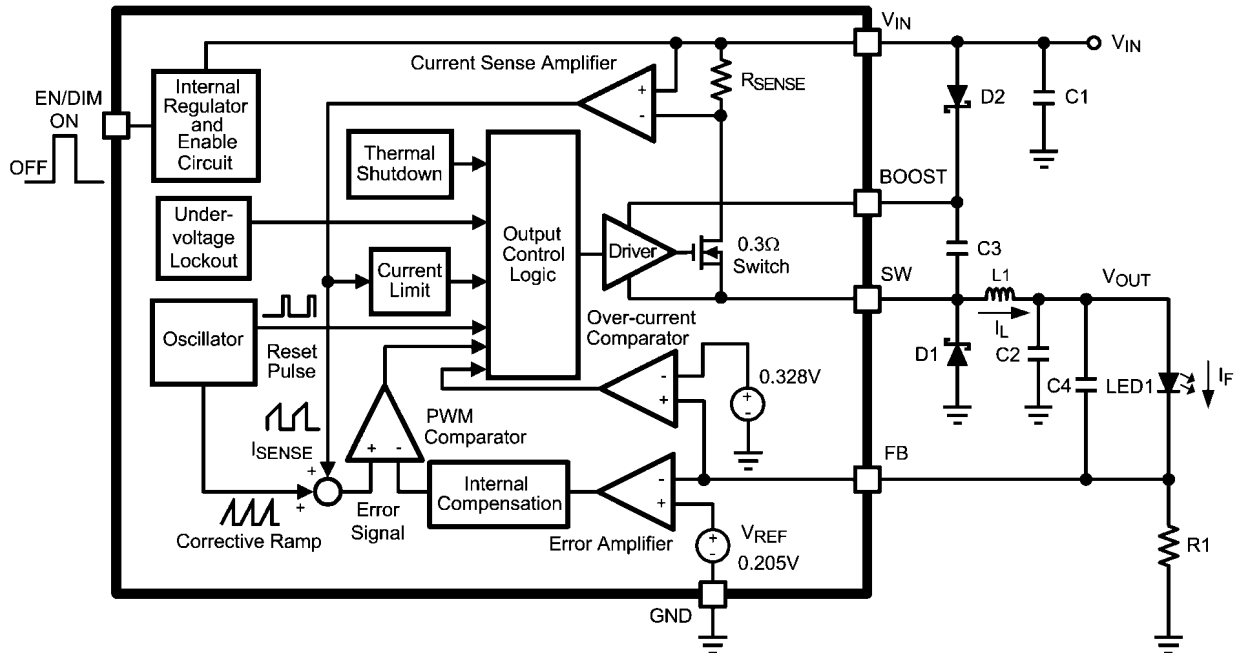 VIN
VIN
Current Sense Amplifier
RSENSE
+
-
D2
C1
EN/DIM
ON
OFF
Internal
Regulator
and
Enable
Circuit
Thermal
Shutdown
BOOST
Under-
voltage
Lockout
Output
Control
Logic
Driver
0.3Ω
Switch
C3
Current
Limit
SW
L1
VOUT
IL
Oscillator
Reset
Pulse
Over-current
Comparator
D1
C2
C4
LED1
IF
-
+
+
-
0.328V
ISENSE
PWM
Comparator
+
-
+
+
FB
Internal
Compensation
-
+
Error
Signal
Corrective Ramp
Error Amplifier
+
-
VREF
0.205V
R1
GND